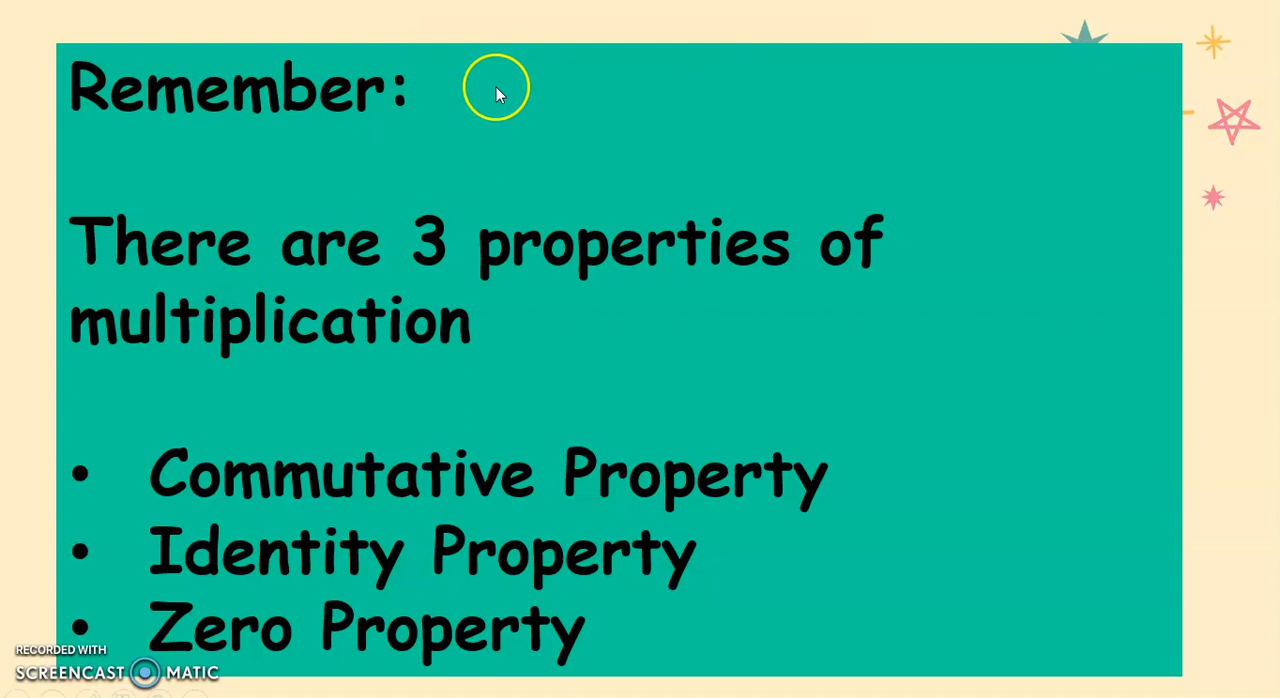 Remember:
There are 3 properties of
multiplication
• Commutative Property
• Identity Property
• Zero Property
RECORDED WITH
SCREENCAST MATIC